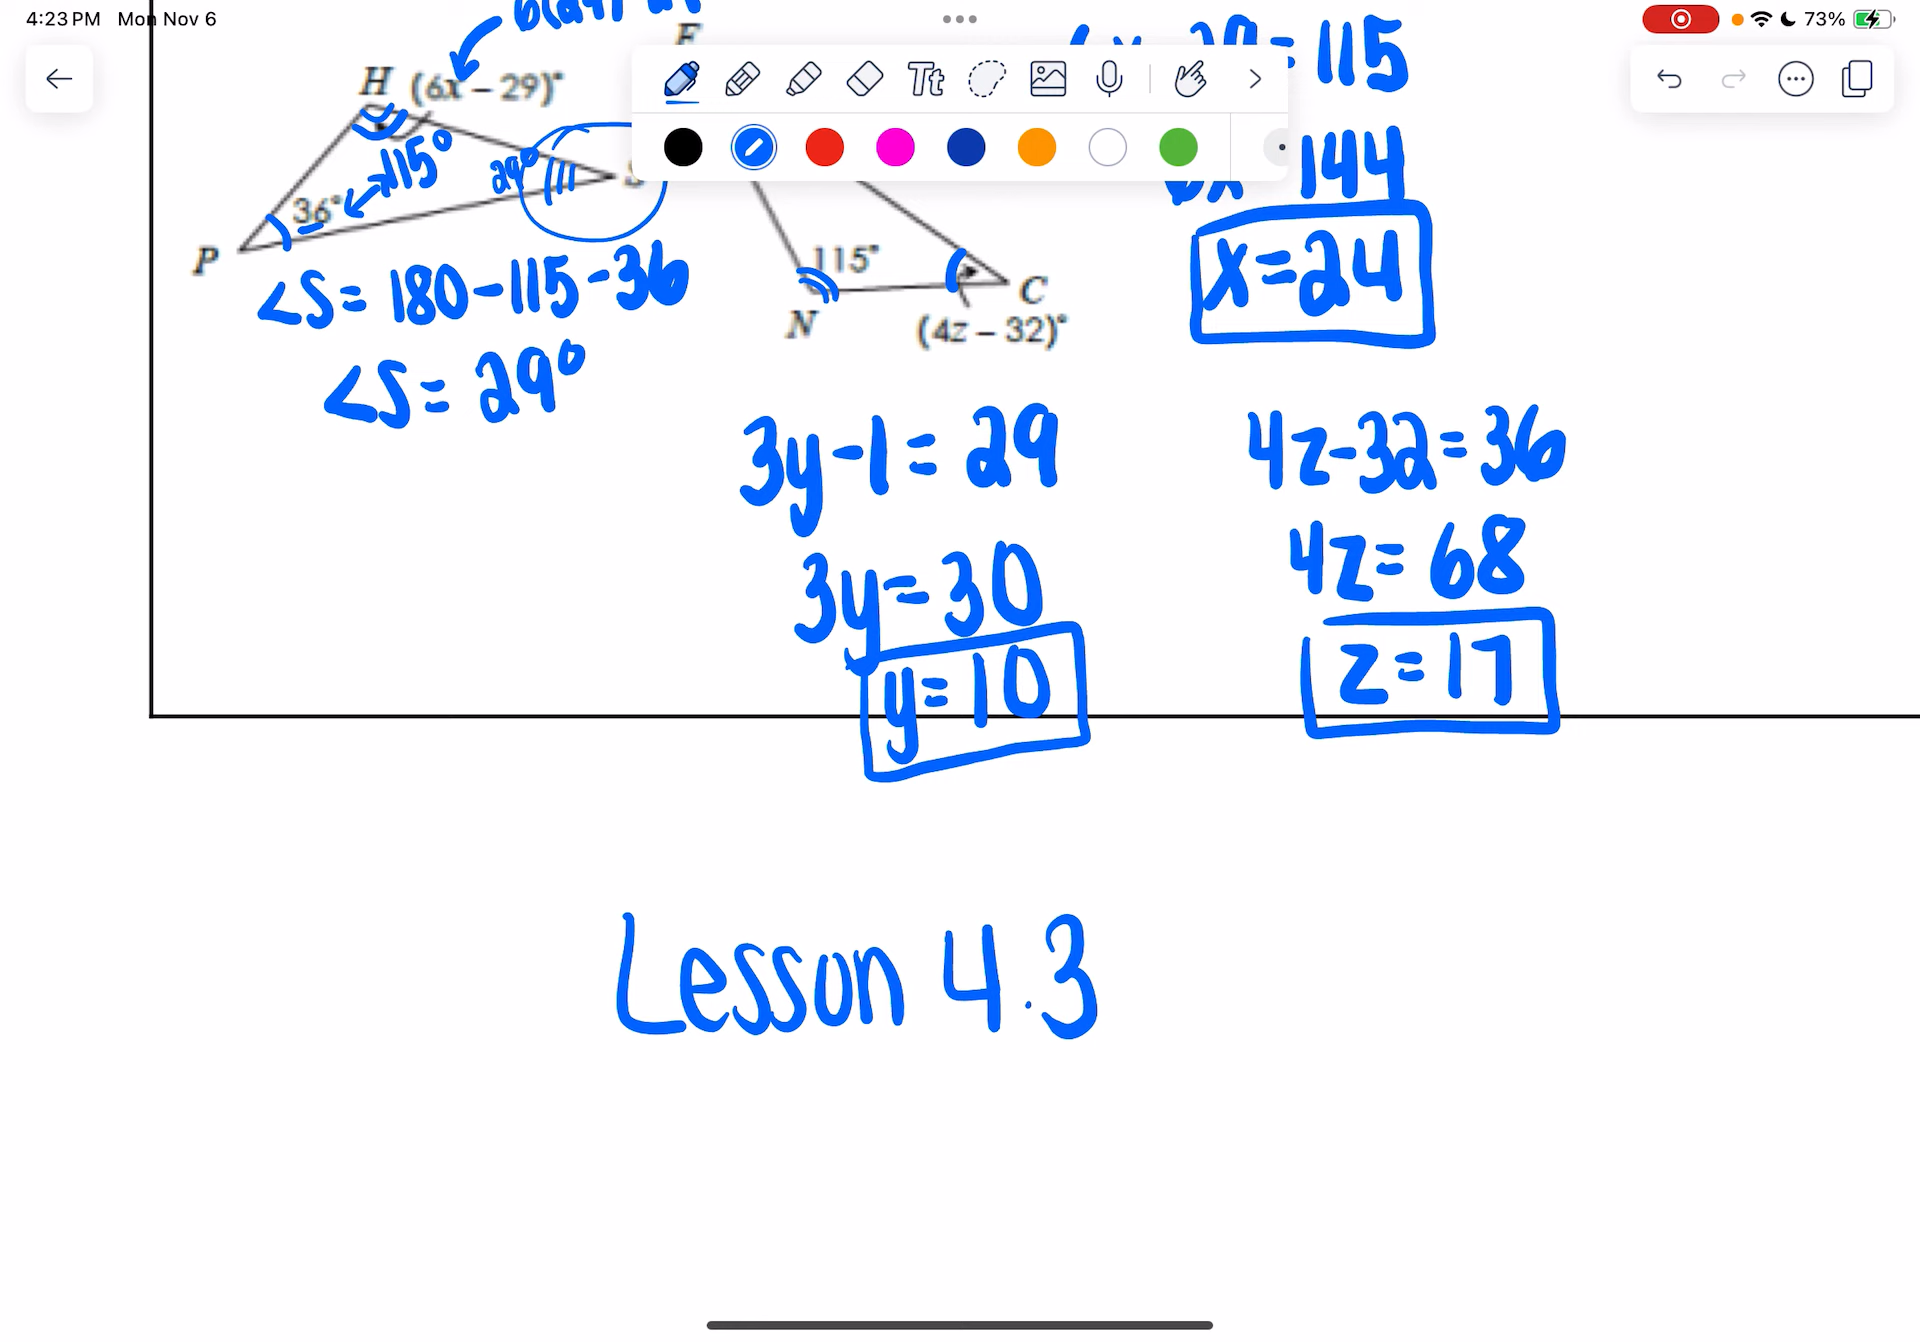 4:23 PM Mon Nov 6
73%
H (6x – 29)°
= 115
Tt
115°
29°
144
36°
P
x=24
115°
C
<S= 180-115-36
N
(4z – 32)°
<S= 29°
3y-1= 29
4z-32=36
3y=30
4z= 68
y=10
z=17
Lesson 4.3